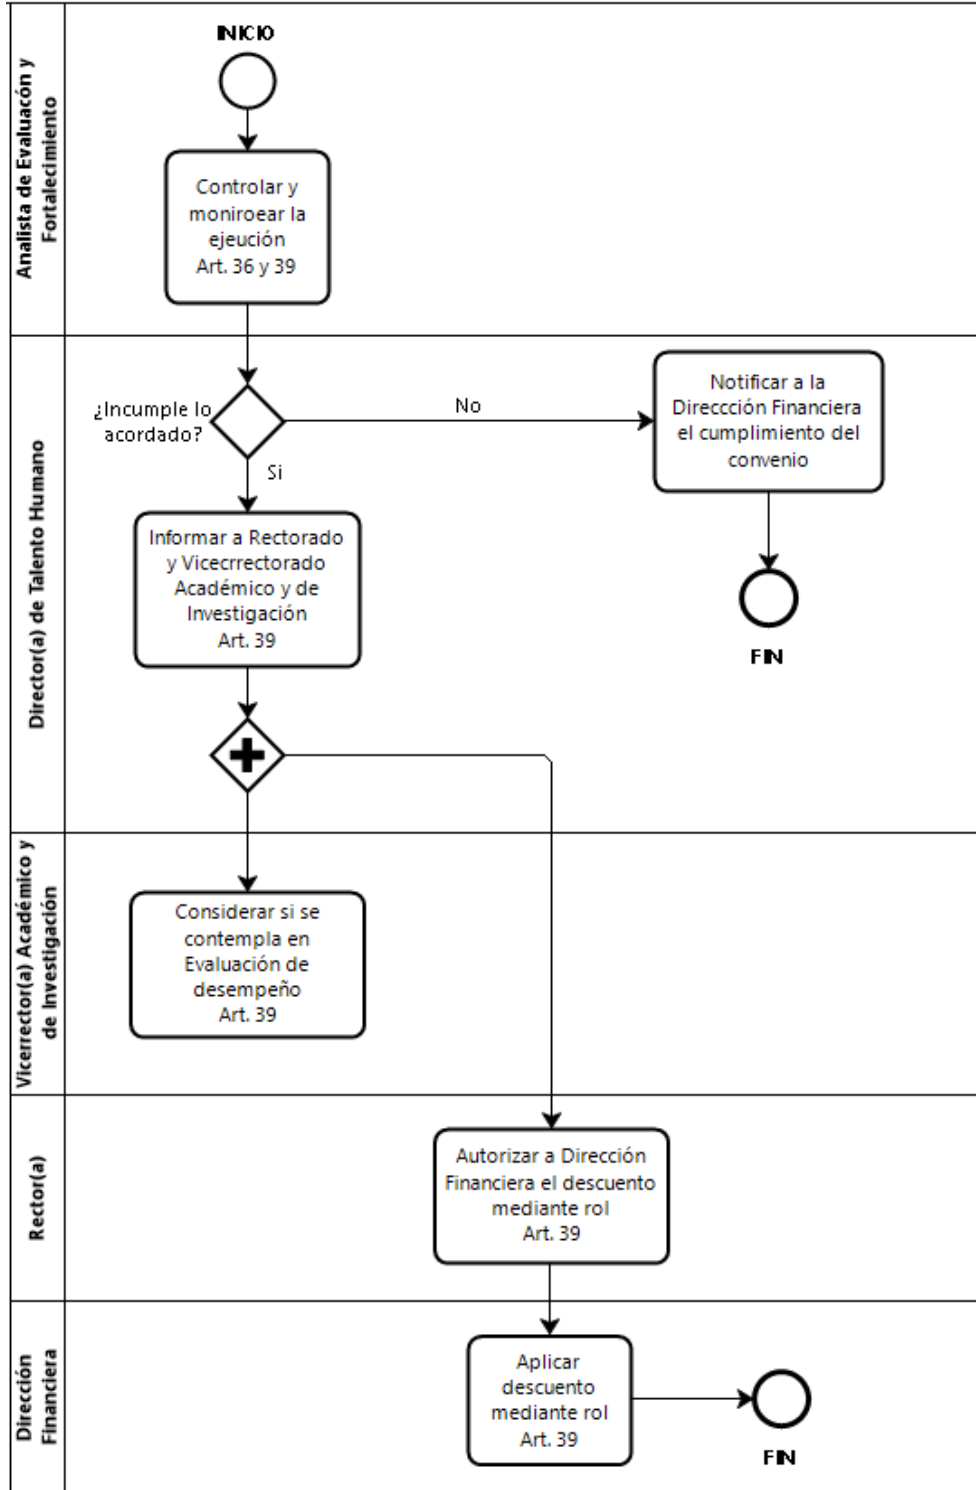 Analista de Evaluacón y
Fortalecimiento
INICIO
Controlar y
moniroear la
ejeución
Art. 36 y 39
Director(a) de Talento Humano
¿Incumple lo
acordado?
No
Si
Notificar a la
Direccción Financiera
el cumplimiento del
convenio
FIN
Informar a Rectorado
y Vicecrrectorado
Académico y de
Investigación
Art. 39
Vicerrector(a) Académico y
de Investigación
Considerar si se
contempla en
Evaluación de
desempeño
Art. 39
Rector(a)
Autorizar a Dirección
Financiera el descuento
mediante rol
Art. 39
Dirección
Financiera
Aplicar
descuento
mediante rol
Art. 39
FIN